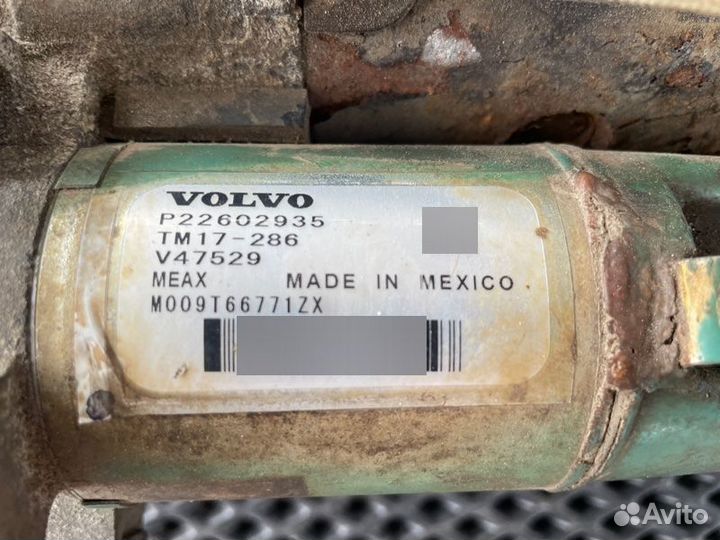 VOLVO
P22602935
TM17-286
V47529
MEAX MADE IN MEXICO
M009T66771ZX
Avito